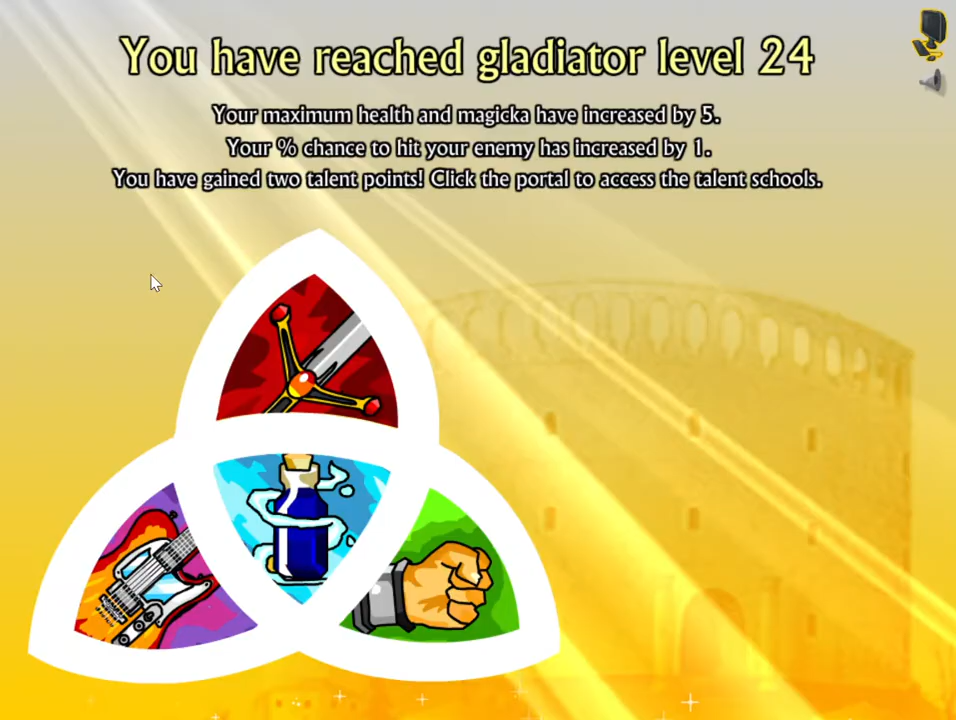 You have reached gladiator level 24
Your maximum health and magicka have increased by 5.
Your % chance to hit your enemy has increased by 1.
You have gained two talent points! Click the portal to access the talent schools.